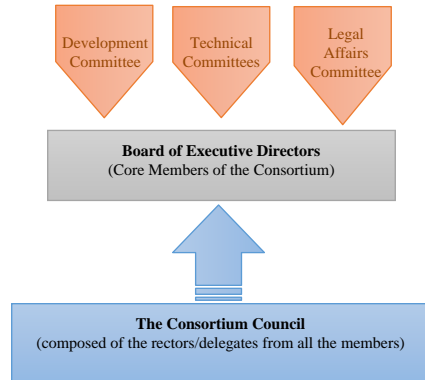 Development
Committee
Technical
Committees
Legal
Affairs
Committee
Board of Executive Directors
(Core Members of the Consortium)
The Consortium Council
(composed of the rectors/delegates from all the members)